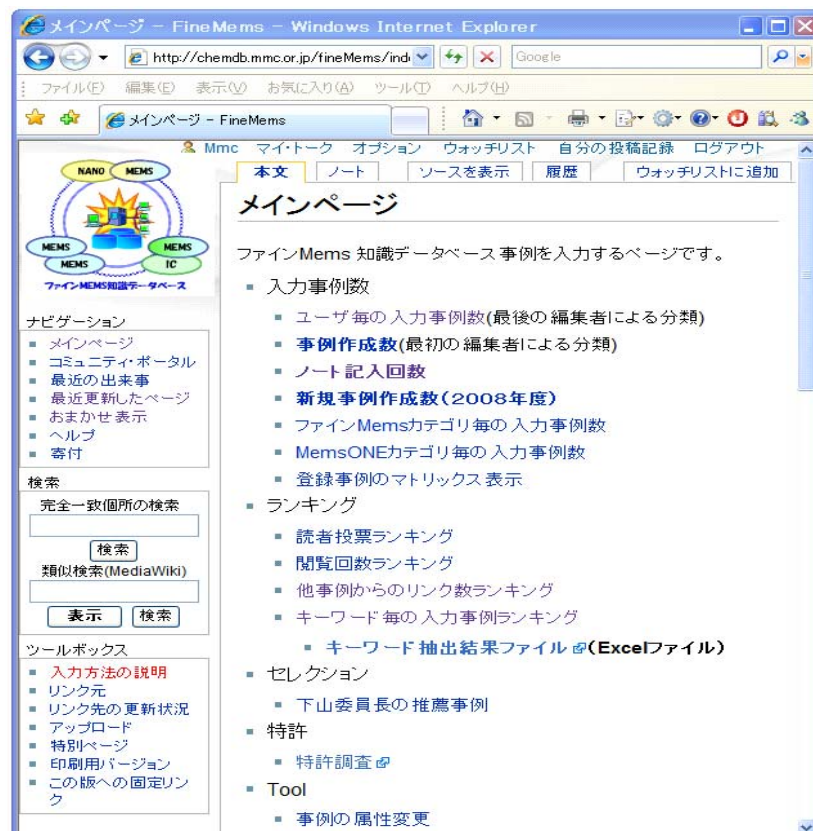 メインページ - FineMems - Windows Internet Explorer
http://chemdb.mmc.or.jp/fineMems/ind
Google
ファイル(F) 編集(E) 表示(V) お気に入り(A) ツール(T) ヘルプ(H)
メインページ - FineMems
Mmc マイ・トーク オプション ウォッチリスト 自分の投稿記録 ログアウト
本文 ノート ソースを表示 履歴 ウォッチリストに追加
NANO MEMS
MEMS MEMS
MEMS IC
ファインMEMS知識データベース
メインページ
ファインMems 知識データベース事例を入力するページです。
入力事例数
ユーザ毎の入力事例数(最後の編集者による分類)
事例作成数(最初の編集者による分類)
ノート記入回数
新規事例作成数(2008年度)
ファインMemsカテゴリ毎の入力事例数
MemsONEカテゴリ毎の入力事例数
登録事例のマトリックス表示
ランキング
読者投票ランキング
閲覧回数ランキング
他事例からのリンク数ランキング
キーワード毎の入力事例ランキング
キーワード抽出結果ファイル(Excelファイル)
セレクション
下山委員長の推薦事例
特許
特許調査
Tool
事例の属性変更
ナビゲーション
メインページ
コミュニティ・ポータル
最近の出来事
最近更新したページ
おまかせ表示
ヘルプ
寄付
検索
完全一致個所の検索
検索
類似検索(MediaWiki)
表示 検索
ツールボックス
入力方法の説明
リンク元
リンク先の更新状況
アップロード
特別ページ
印刷用バージョン
この版への固定リン
ク